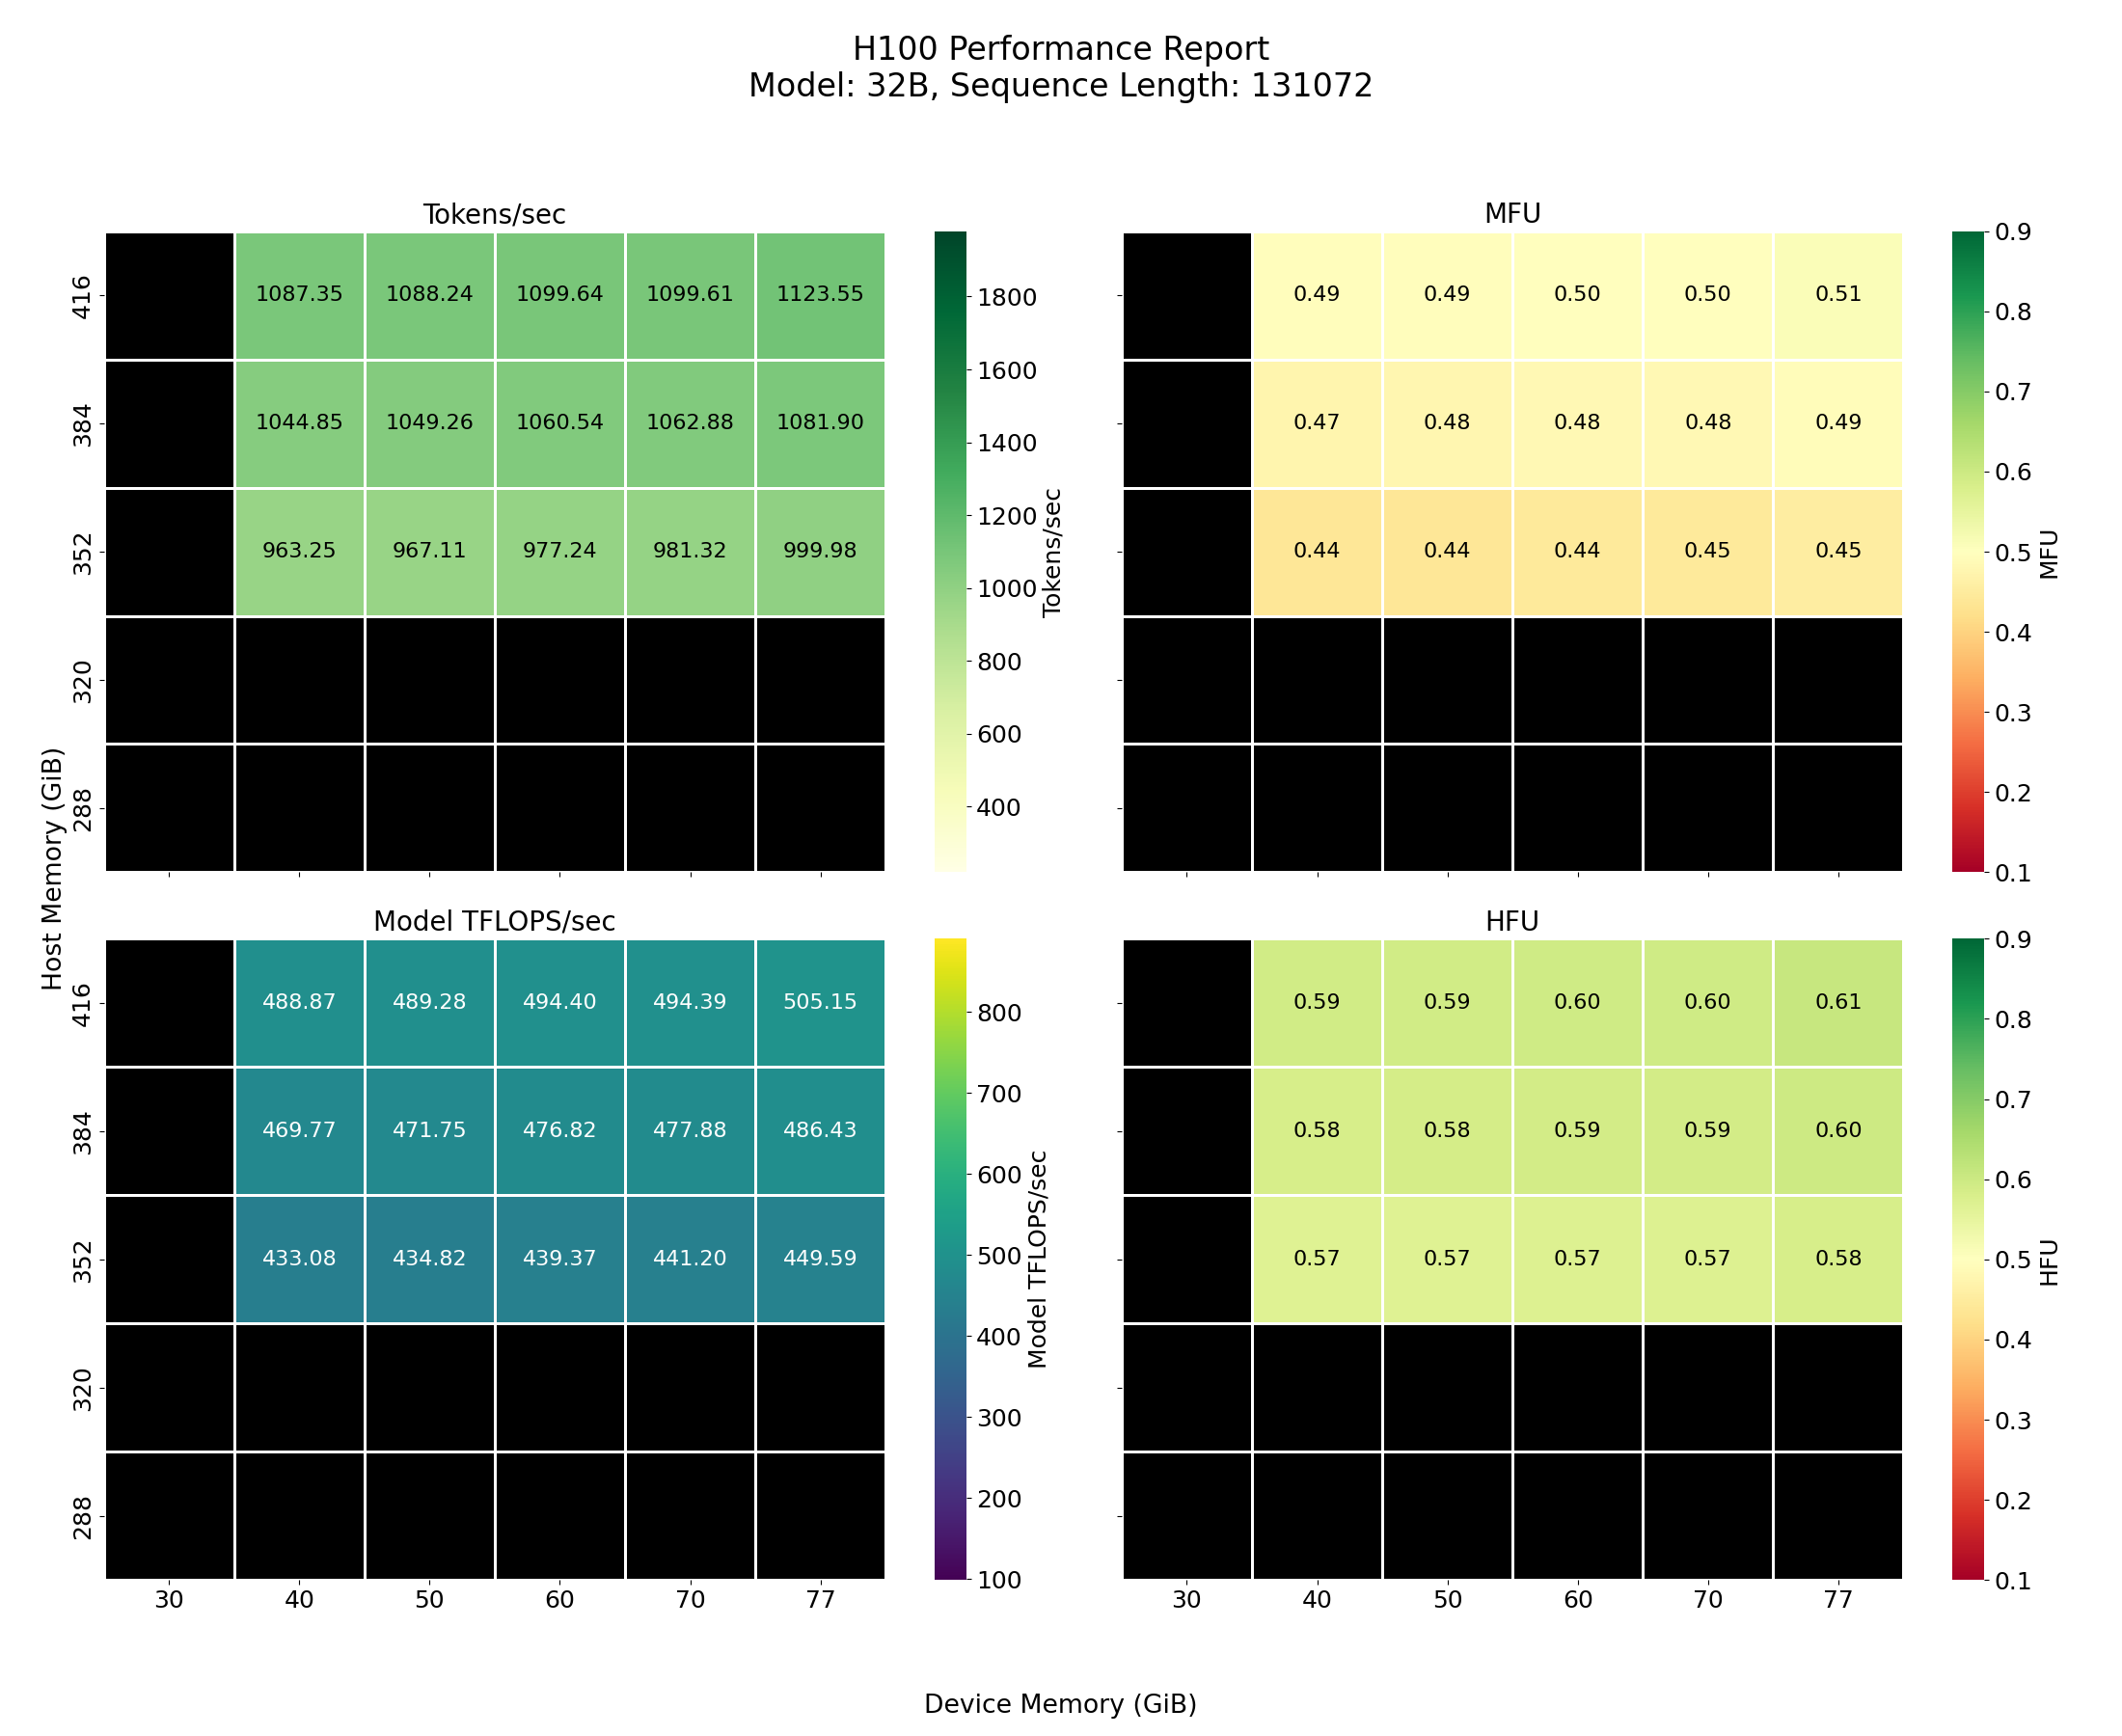 H100 Performance Report
Model: 32B, Sequence Length: 131072
Tokens/sec
416
1087.35 1088.24 1099.64 1099.61 1123.55
384
1044.85 1049.26 1060.54 1062.88 1081.90
352
963.25 967.11 977.24 981.32 999.98
320
288
1800
1600
1400
1200
1000
800
600
400
Tokens/sec
MFU
0.49 0.49 0.50 0.50 0.51
0.47 0.48 0.48 0.48 0.49
0.44 0.44 0.44 0.45 0.45
0.9
0.8
0.7
0.6
0.5
0.4
0.3
0.2
0.1
MFU
Host Memory (GiB)
Model TFLOPS/sec
416
488.87 489.28 494.40 494.39 505.15
384
469.77 471.75 476.82 477.88 486.43
352
433.08 434.82 439.37 441.20 449.59
320
288
30 40 50 60 70 77
800
700
600
500
400
300
200
100
Model TFLOPS/sec
HFU
0.59 0.59 0.60 0.60 0.61
0.58 0.58 0.59 0.59 0.60
0.57 0.57 0.57 0.57 0.58
30 40 50 60 70 77
0.9
0.8
0.7
0.6
0.5
0.4
0.3
0.2
0.1
HFU
Device Memory (GiB)